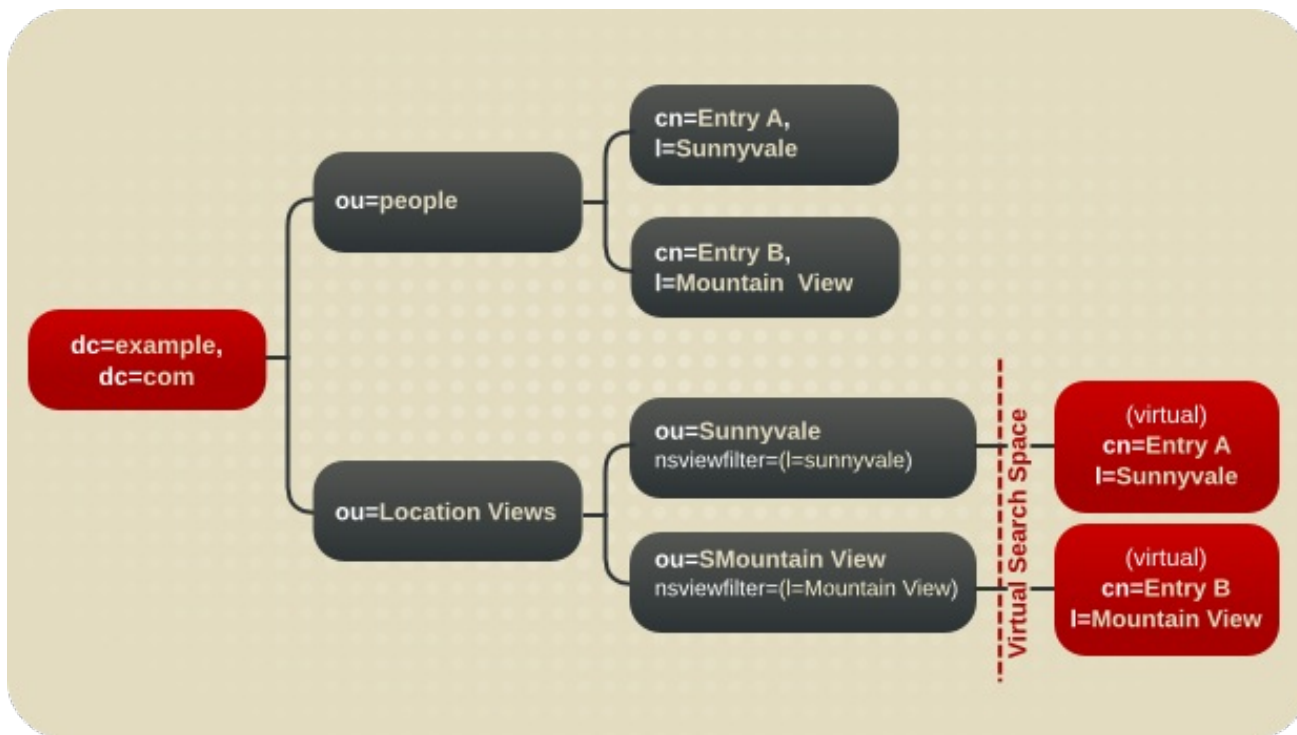 cn=Entry A,
l=Sunnyvale
ou=people
cn=Entry B,
l=Mountain View
dc=example,
dc=com
ou=Sunnyvale
nsviewfilter=(l=sunnyvale)
(virtual)
cn=Entry A
l=Sunnyvale
ou=Location Views
Virtual Search Space
ou=SMountain View
nsviewfilter=(l=Mountain View)
(virtual)
cn=Entry B
l=Mountain View